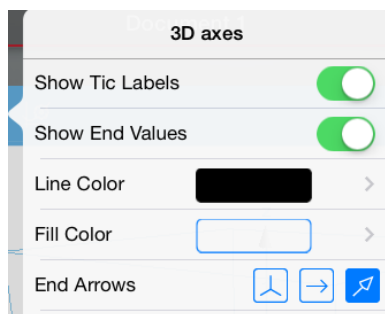 3D axes
Show Tic Labels
Show End Values
Line Color
Fill Color
End Arrows